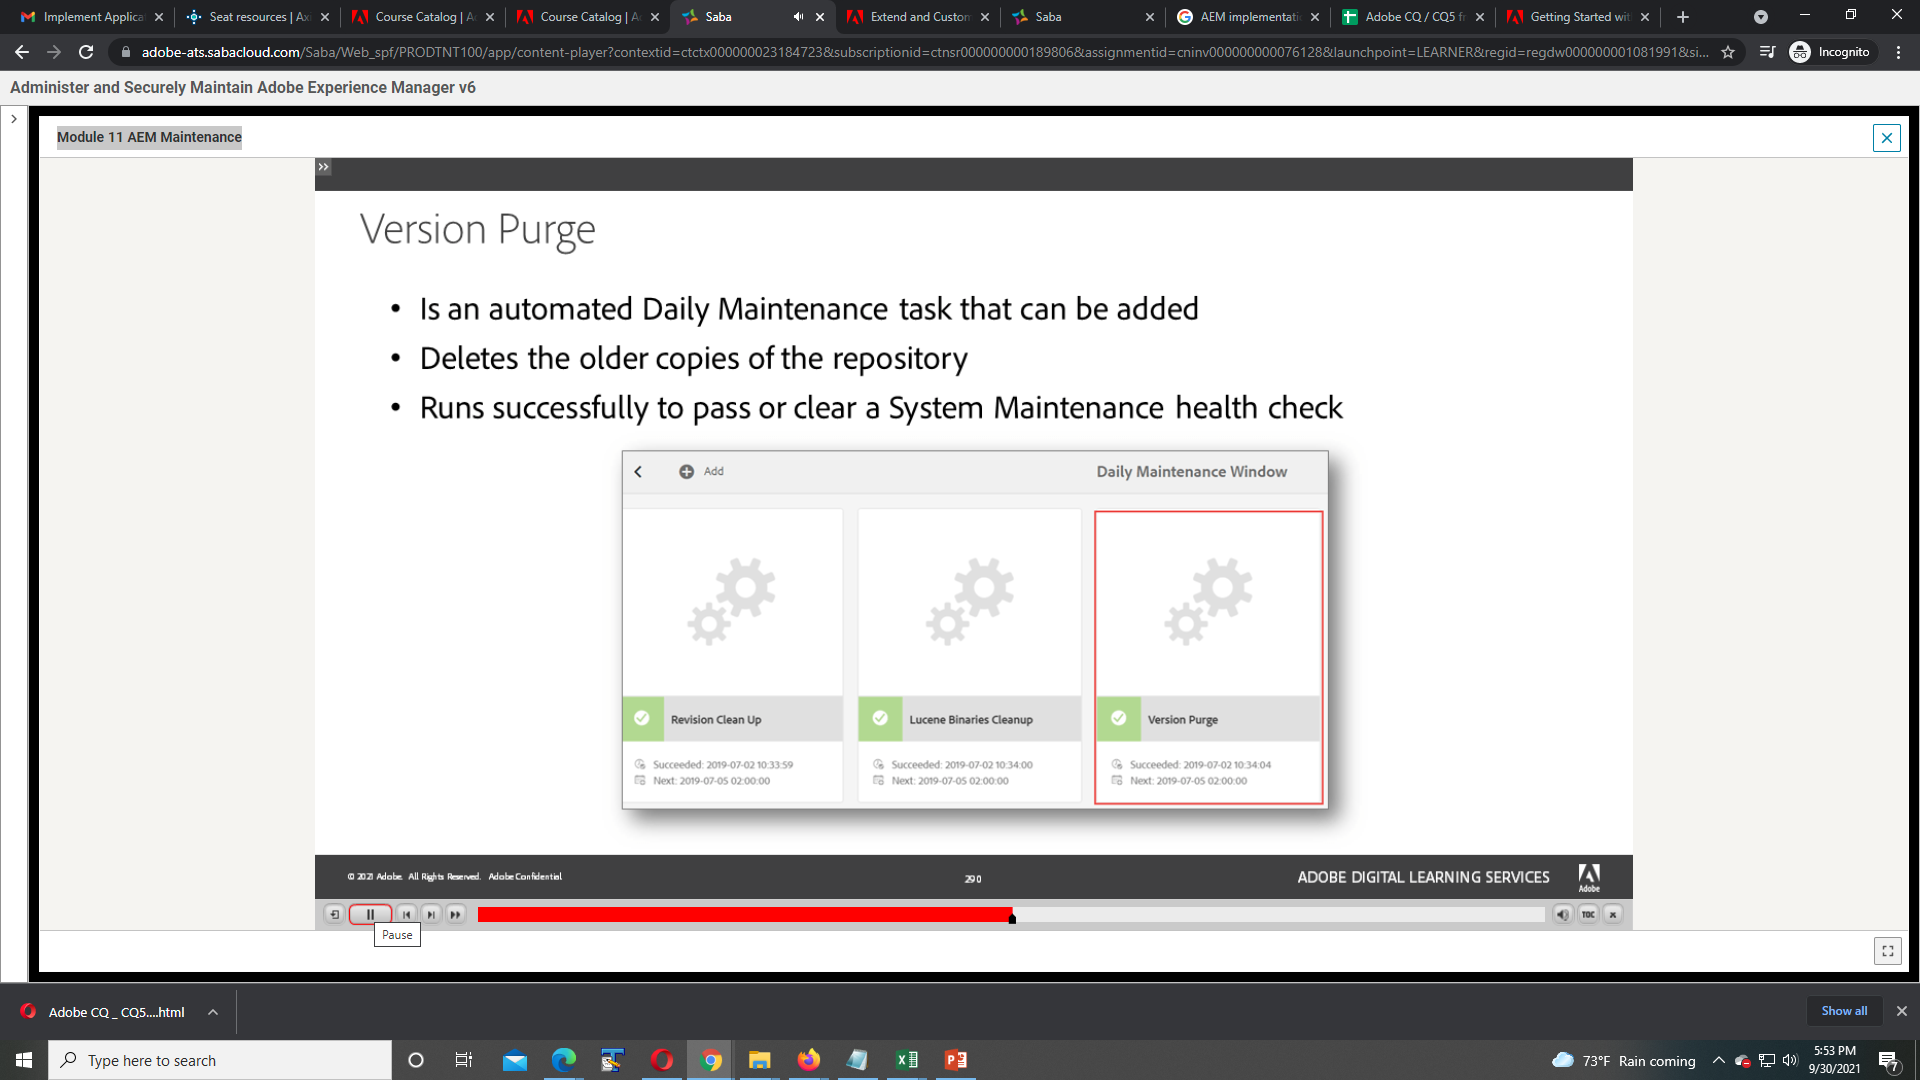 Implement Applica
Seat resources | Ax
Course Catalog | A
Course Catalog | A
Saba
Extend and Custom
Saba
AEM implementati
Adobe CQ / CQ5 fr
Getting Started wit
adobe-ats.sabacloud.com/Saba/Web_spf/PRODTNT100/app/content-player?contextid=ctctx000000023184723&subscriptionid=ctnsr000000000189806&assignmentid=cninv000000000076128&launchpoint=LEARNER&regid=regdw000000001081991&si...
Incognito
Administer and Securely Maintain Adobe Experience Manager v6
Module 11 AEM Maintenance
Version Purge
• Is an automated Daily Maintenance task that can be added
• Deletes the older copies of the repository
• Runs successfully to pass or clear a System Maintenance health check
Add
Daily Maintenance Window
Revision Clean Up
Lucene Binaries Cleanup
Version Purge
Succeeded: 2019-07-02 10:33:59
Succeeded: 2019-07-02 10:34:00
Succeeded: 2019-07-02 10:34:04
Next: 2019-07-05 02:00:00
Next: 2019-07-05 02:00:00
Next: 2019-07-05 02:00:00
© 2021 Adobe. All Rights Reserved. Adobe Confidential
290
ADOBE DIGITAL LEARNING SERVICES
Adobe
TOC
Pause
Adobe CQ _ CQ5....html
Show all
Type here to search
73°F Rain coming
5:53 PM
9/30/2021
7